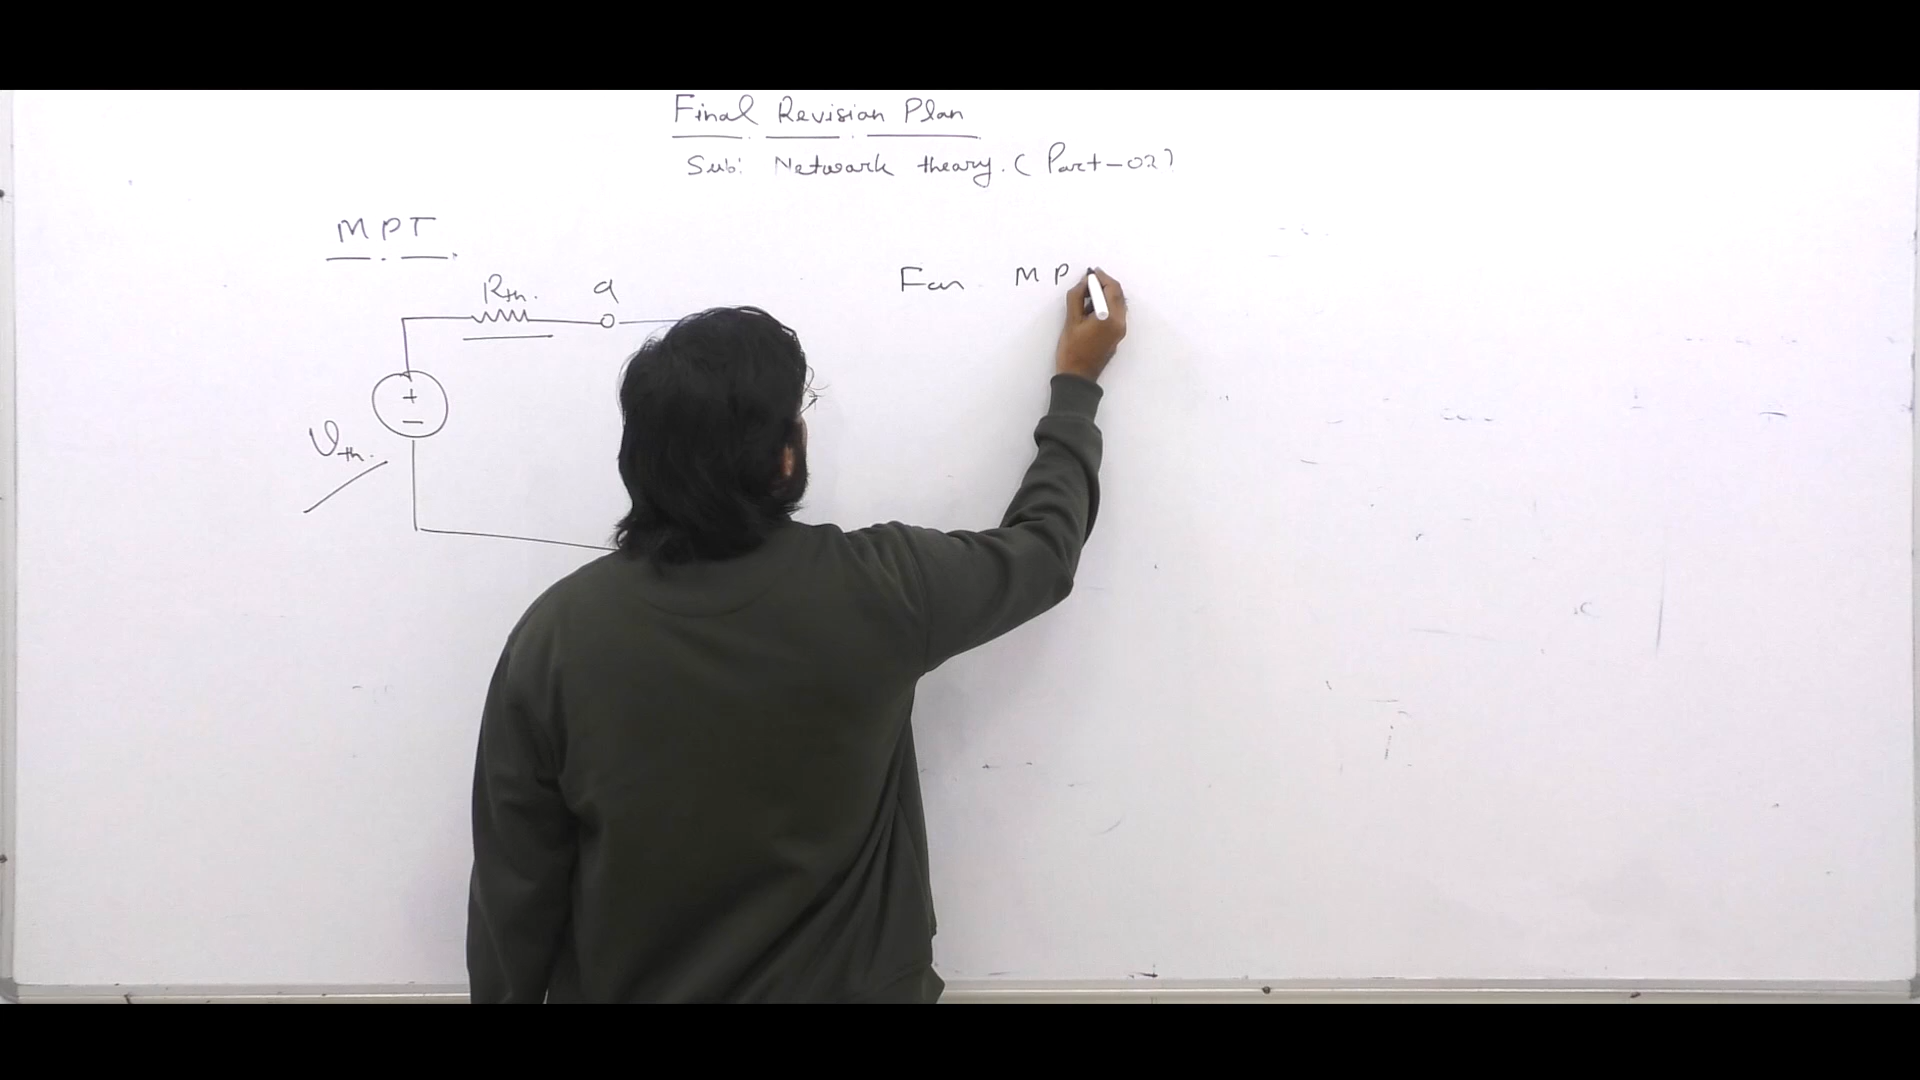 Final Revision Plan
Sub: Network theory. (Part-02)
MPT
Rth. a
+
-
Vth.
For MP